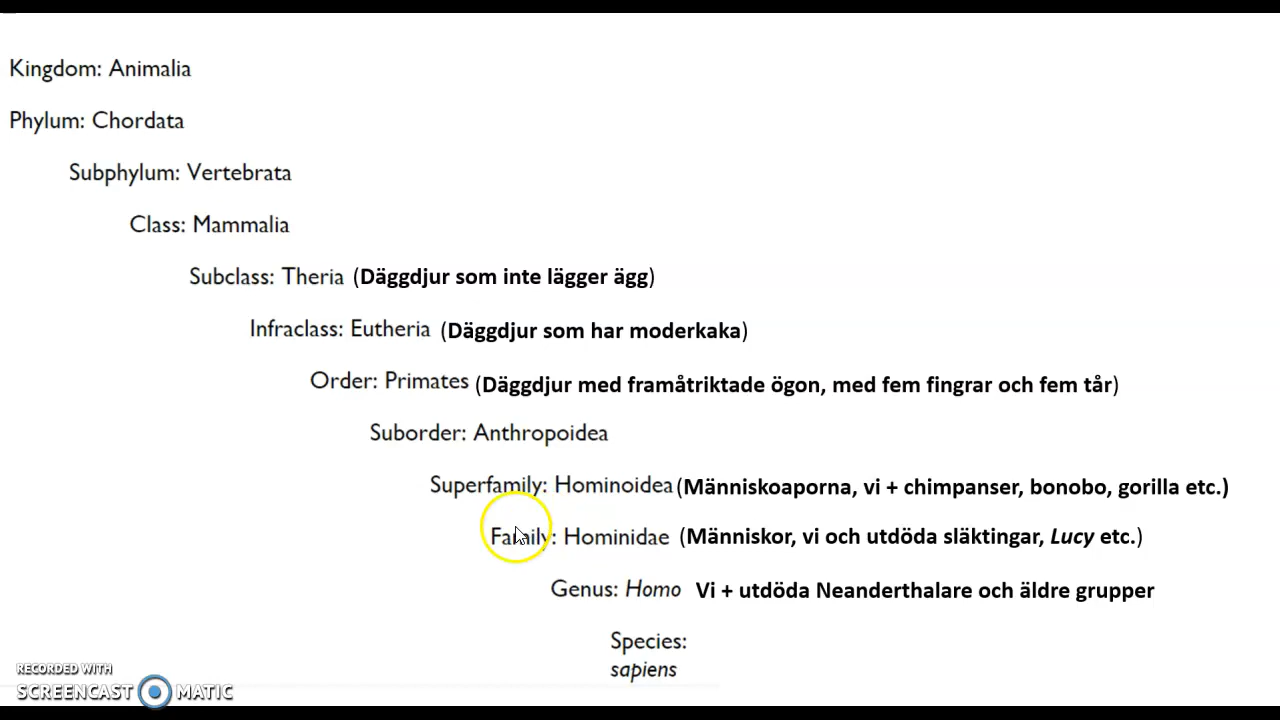 Kingdom: Animalia
Phylum: Chordata
Subphylum: Vertebrata
Class: Mammalia
Subclass: Theria (Däggdjur som inte lägger ägg)
Infraclass: Eutheria (Däggdjur som har moderkaka)
Order: Primates (Däggdjur med framåtriktade ögon, med fem fingrar och fem tår)
Suborder: Anthropoidea
Superfamily: Hominoidea (Människoaporna, vi + chimpanser, bonobo, gorilla etc.)
Family: Hominidae (Människor, vi och utdöda släktingar, Lucy etc.)
Genus: Homo Vi + utdöda Neanderthalare och äldre grupper
Species:
sapiens
RECORDED WITH
SCREENCAST MATIC